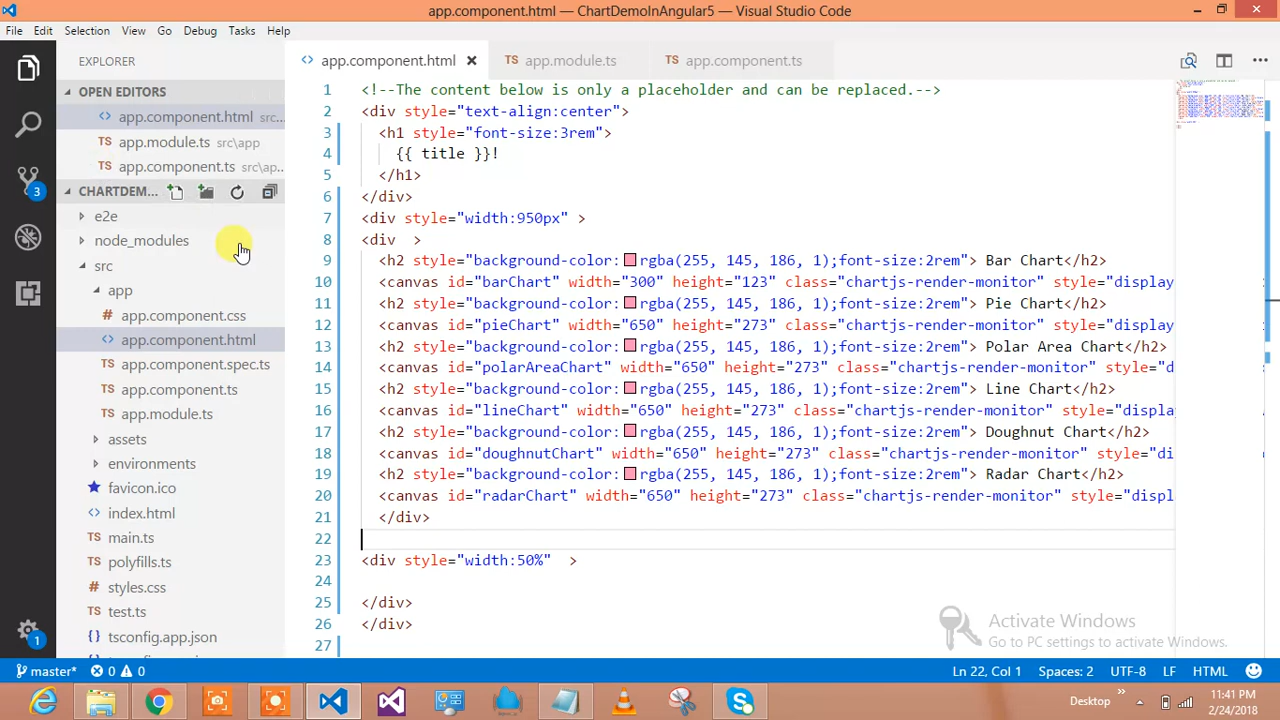 app.component.html — ChartDemoInAngular5 — Visual Studio Code
File Edit Selection View Go Debug Tasks Help
EXPLORER
OPEN EDITORS
app.component.html src...
TS app.module.ts src\app
TS app.component.ts src\ap...
CHARTDEM...
e2e
node_modules
src
app
# app.component.css
<> app.component.html
TS app.component.spec.ts
TS app.component.ts
TS app.module.ts
assets
environments
favicon.ico
<> index.html
TS main.ts
TS polyfills.ts
# styles.css
TS test.ts
{} tsconfig.app.json
3
1
<> app.component.html
TS app.module.ts
TS app.component.ts
1 <!--The content below is only a placeholder and can be replaced.-->
2 <div style="text-align:center">
3 <h1 style="font-size:3rem">
4 {{ title }}!
5 </h1>
6 </div>
7 <div style="width:950px" >
8 <div  >
9 <h2 style="background-color:rgba(255, 145, 186, 1);font-size:2rem"> Bar Chart</h2>
10 <canvas id="barChart" width="300" height="123" class="chartjs-render-monitor" style="display
11 <h2 style="background-color:rgba(255, 145, 186, 1);font-size:2rem"> Pie Chart</h2>
12 <canvas id="pieChart" width="650" height="273" class="chartjs-render-monitor" style="display
13 <h2 style="background-color:rgba(255, 145, 186, 1);font-size:2rem"> Polar Area Chart</h2>
14 <canvas id="polarAreaChart" width="650" height="273" class="chartjs-render-monitor" style="d
15 <h2 style="background-color:rgba(255, 145, 186, 1);font-size:2rem"> Line Chart</h2>
16 <canvas id="lineChart" width="650" height="273" class="chartjs-render-monitor" style="displa
17 <h2 style="background-color:rgba(255, 145, 186, 1);font-size:2rem"> Doughnut Chart</h2>
18 <canvas id="doughnutChart" width="650" height="273" class="chartjs-render-monitor" style="di
19 <h2 style="background-color:rgba(255, 145, 186, 1);font-size:2rem"> Radar Chart</h2>
20 <canvas id="radarChart" width="650" height="273" class="chartjs-render-monitor" style="displ
21 </div>
22
23 <div style="width:50%"  >
24
25 </div>
26 </div>
27
Activate Windows
Go to PC settings to activate Windows.
master* 0 0 Ln 22, Col 1 Spaces: 2 UTF-8 LF HTML
Desktop
11:41 PM
2/24/2018